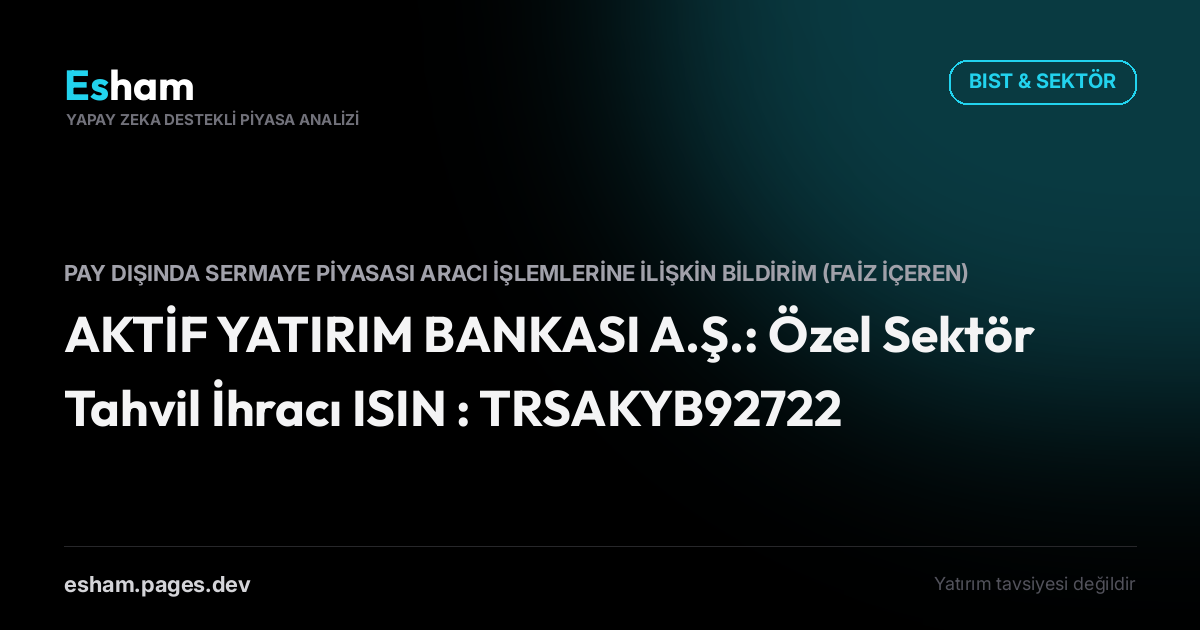 Esham
YAPAY ZEKA DESTEKLİ PİYASA ANALİZİ
BIST & SEKTÖR
PAY DIŞINDA SERMAYE PİYASASI ARACI İŞLEMLERİNE İLİŞKİN BİLDİRİM (FAİZ İÇEREN)
AKTİF YATIRIM BANKASI A.Ş.: Özel Sektör
Tahvil İhracı ISIN : TRSAKYB92722
esham.pages.dev
Yatırım tavsiyesi değildir